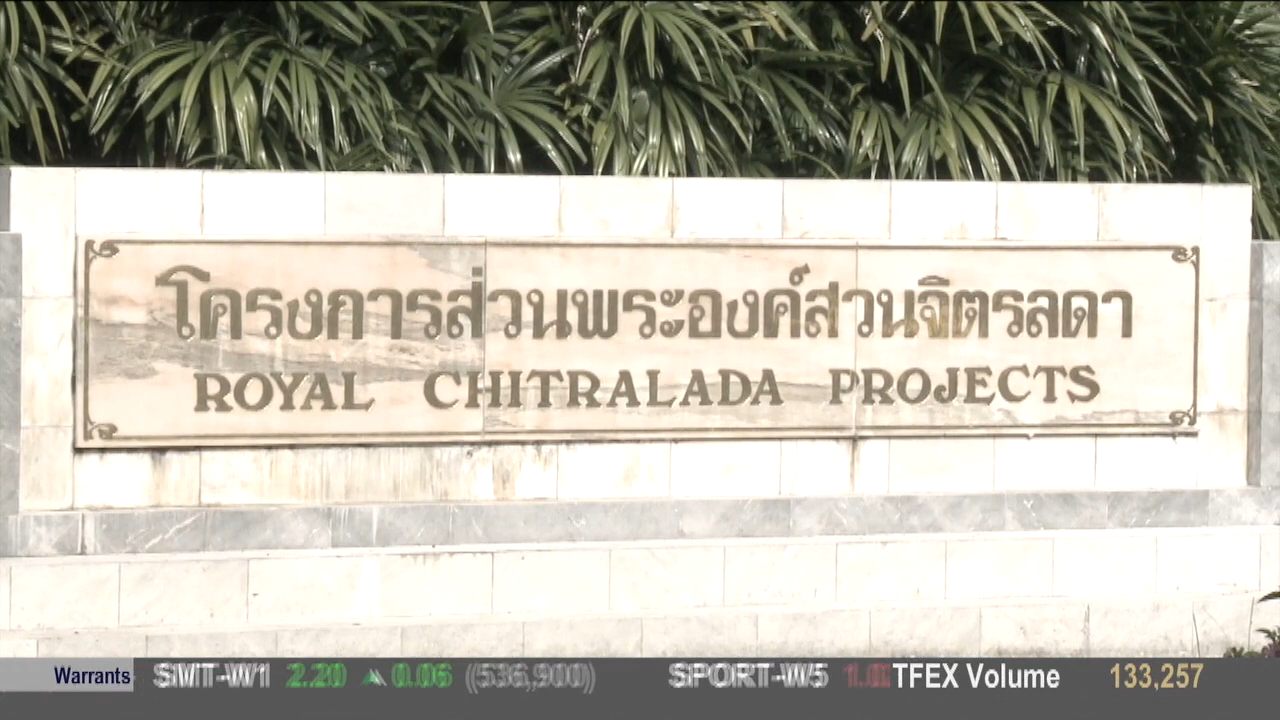 โครงการส่วนพระองค์สวนจิตรลดา
ROYAL CHITRALADA PROJECTS
Warrants SMT-W1 2.20 0.06 (536,900) SPORT-W5 TFEX Volume 133,257